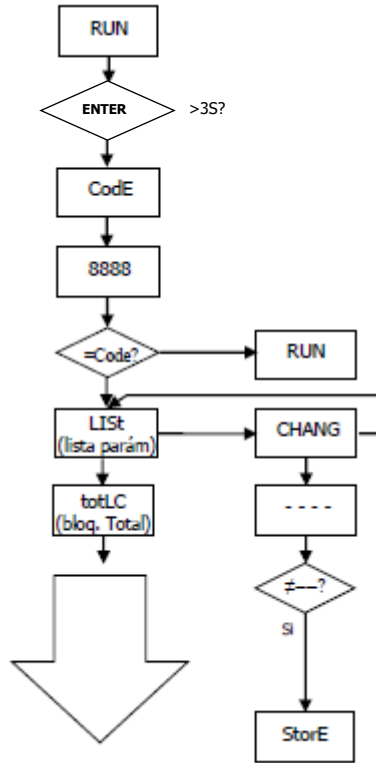 RUN
ENTER >3S?
CodE
8888
=Code? RUN
LISt
(lista parám)
CHANG
totLC
(bloq. Total)
- - - -
≠----?
Si
StorE